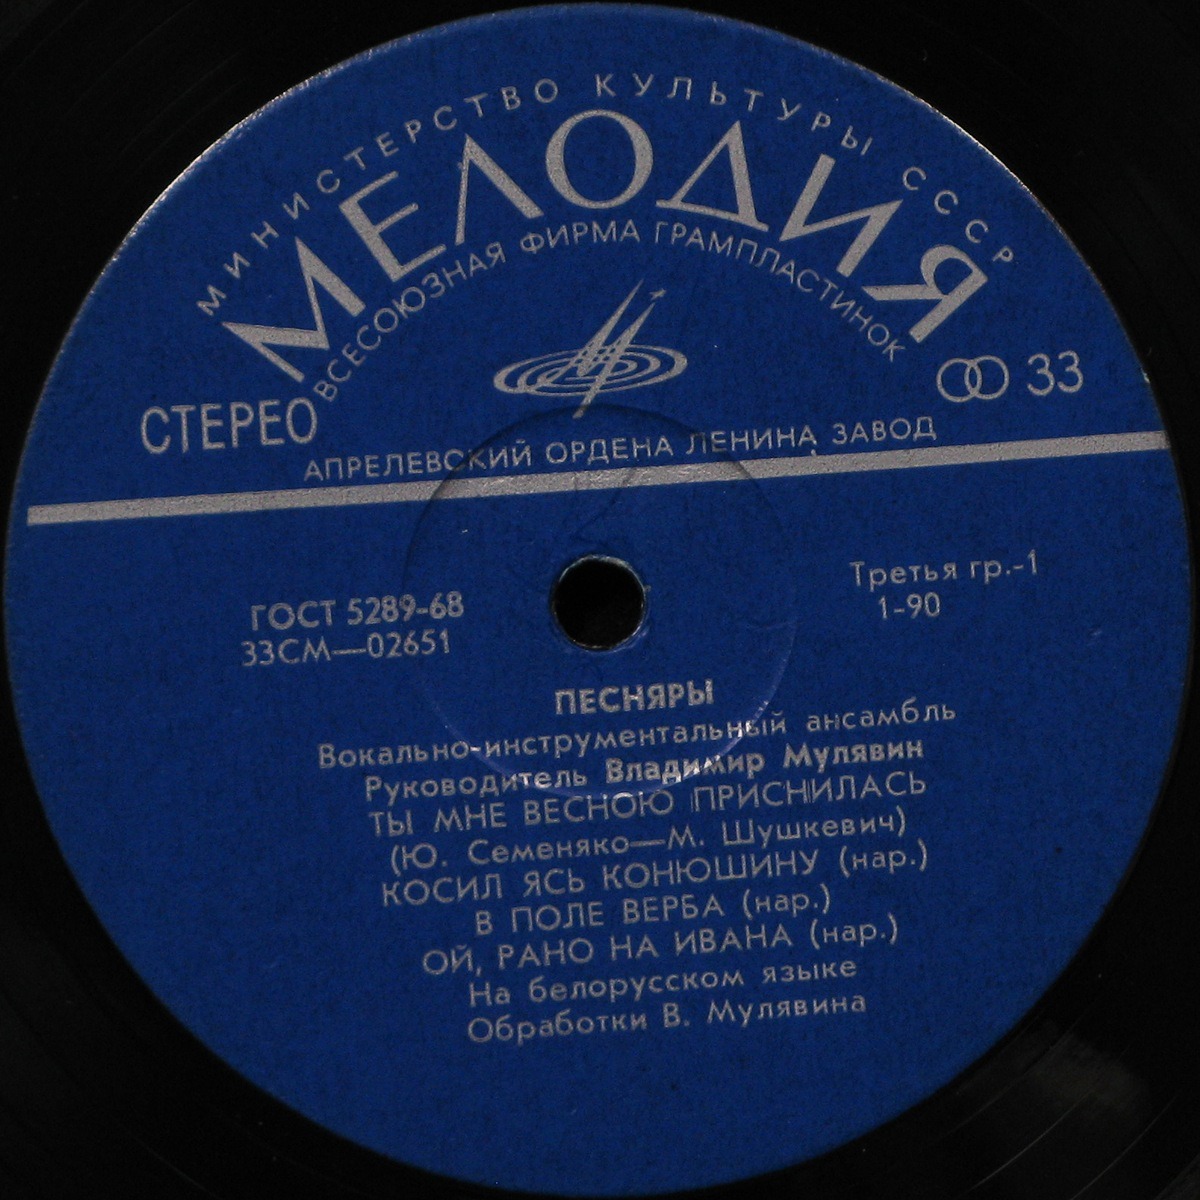 МИНИСТЕРСТВО КУЛЬТУРЫ СССР
МЕЛОДИЯ
ВСЕСОЮЗНАЯ ФИРМА ГРАМПЛАСТИНОК
СТЕРЕО
33
АПРЕЛЕВСКИЙ ОРДЕНА ЛЕНИНА ЗАВОД
ГОСТ 5289-68
33СМ—02651
Третья гр.-1
1-90
ПЕСНЯРЫ
Вокально-инструментальный ансамбль
Руководитель Владимир Мулявин
ТЫ МНЕ ВЕСНОЮ ПРИСНИЛАСЬ
(Ю. Семеняко—М. Шушкевич)
КОСИЛ ЯСЬ КОНЮШИНУ (нар.)
В ПОЛЕ ВЕРБА (нар.)
ОЙ, РАНО НА ИВАНА (нар.)
На белорусском языке
Обработки В. Мулявина